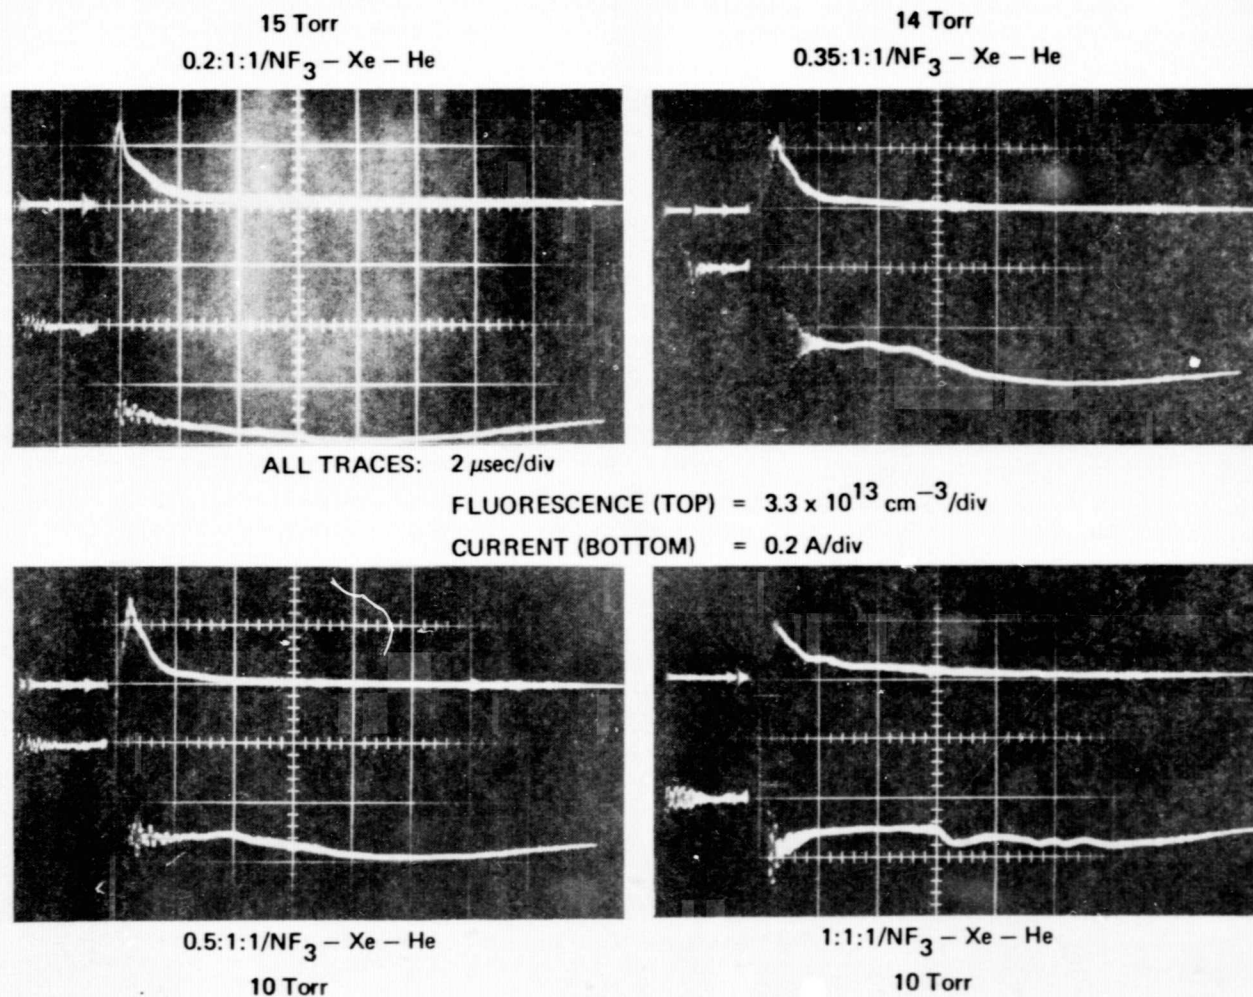 15 Torr
0.2:1:1/NF₃ – Xe – He
14 Torr
0.35:1:1/NF₃ – Xe – He
ALL TRACES: 2 μsec/div
FLUORESCENCE (TOP) = 3.3 x 10¹³ cm⁻³/div
CURRENT (BOTTOM) = 0.2 A/div
0.5:1:1/NF₃ – Xe – He
10 Torr
1:1:1/NF₃ – Xe – He
10 Torr